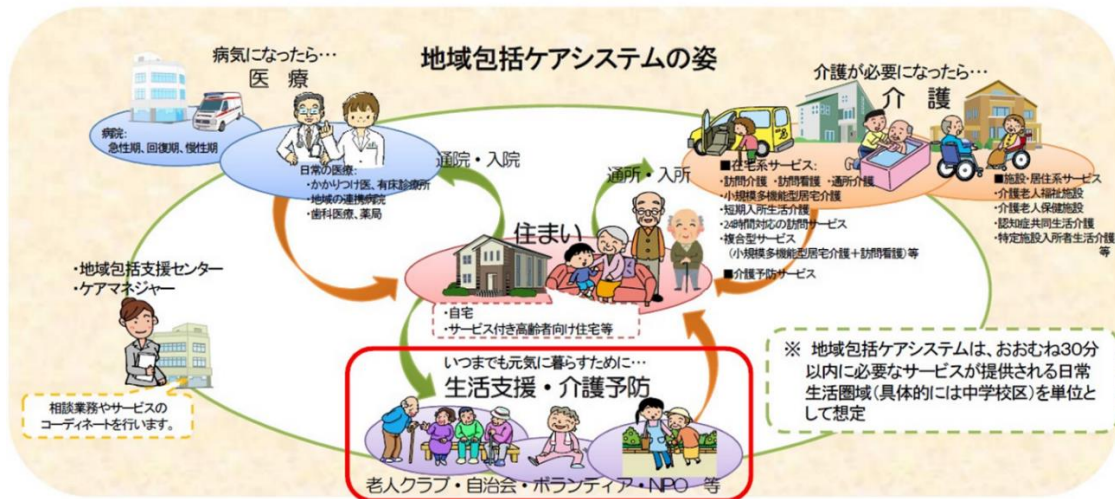 地域包括ケアシステムの姿
病気になったら…
医 療
病院:
急性期、回復期、慢性期
日常の医療:
・かかりつけ医、有床診療所
・地域の連携病院
・歯科医療、薬局
通院・入院
通所・入所
介護が必要になったら…
介 護
■在宅系サービス:
・訪問介護 ・訪問看護 ・通所介護
・小規模多機能型居宅介護
・短期入所生活介護
・24時間対応の訪問サービス
・複合型サービス
(小規模多機能型居宅介護+訪問看護)等
■介護予防サービス
■施設・居住系サービス
・介護老人福祉施設
・介護老人保健施設
・認知症共同生活介護
・特定施設入所者生活介護
等
住まい
・自宅
・サービス付き高齢者向け住宅等
・地域包括支援センター
・ケアマネジャー
相談業務やサービスの
コーディネートを行います。
いつまでも元気に暮らすために…
生活支援・介護予防
老人クラブ・自治会・ボランティア・NPO 等
※ 地域包括ケアシステムは、おおむね30分
以内に必要なサービスが提供される日常
生活圏域(具体的には中学校区)を単位と
して想定